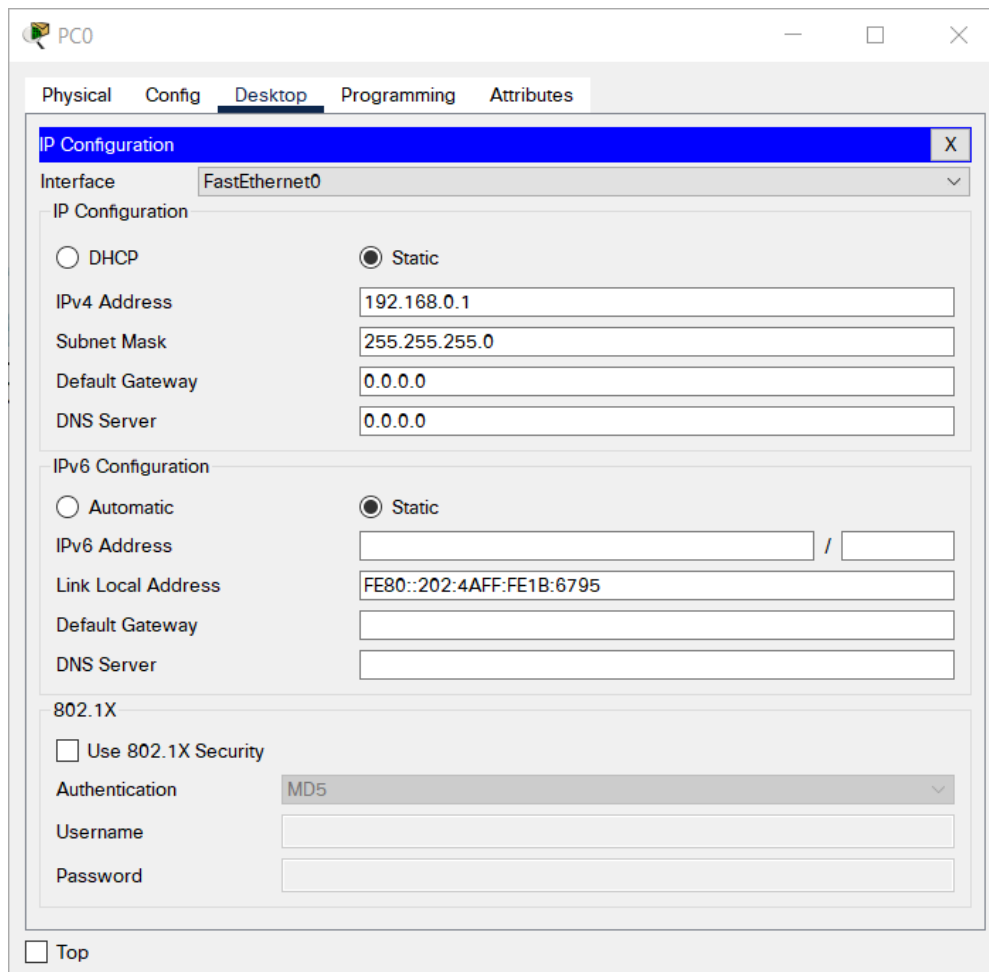 PC0
Physical Config Desktop Programming Attributes
IP Configuration X
Interface FastEthernet0
IP Configuration
DHCP Static
IPv4 Address 192.168.0.1
Subnet Mask 255.255.255.0
Default Gateway 0.0.0.0
DNS Server 0.0.0.0
IPv6 Configuration
Automatic Static
IPv6 Address /
Link Local Address FE80::202:4AFF:FE1B:6795
Default Gateway
DNS Server
802.1X
Use 802.1X Security
Authentication MD5
Username
Password
Top